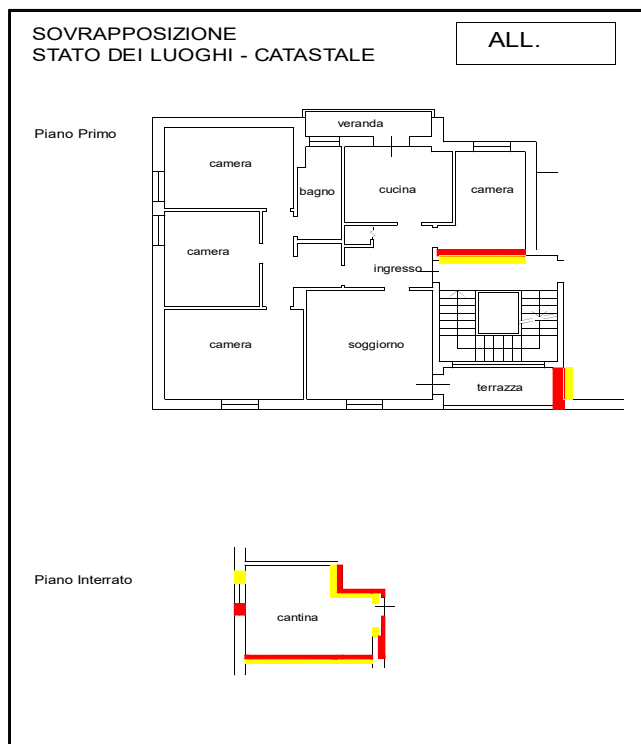 SOVRAPPOSIZIONE
STATO DEI LUOGHI - CATASTALE
ALL.
Piano Primo
veranda
camera
bagno
cucina
camera
camera
ingresso
camera
soggiorno
terrazza
Piano Interrato
cantina